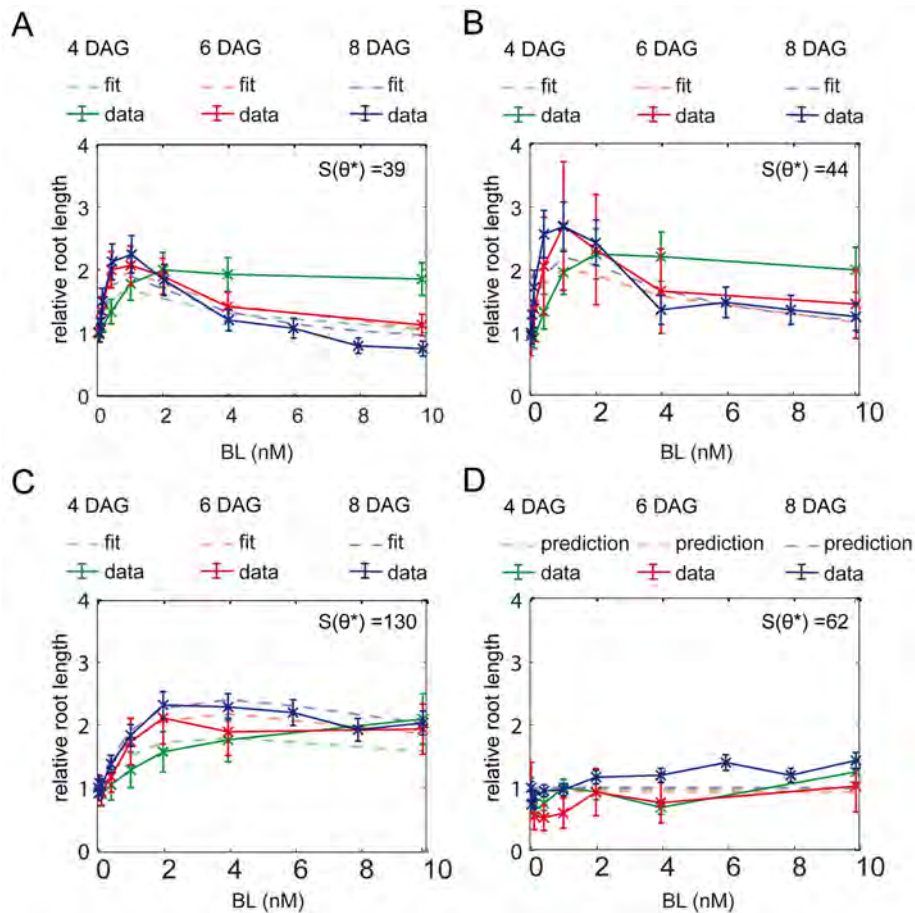 A
4 DAG 6 DAG 8 DAG
fit fit fit
data data data
S(θ*) =39
relative root length
4
3
2
1
0
0 2 4 6 8 10
BL (nM)
B
4 DAG 6 DAG 8 DAG
fit fit fit
data data data
S(θ*) =44
relative root length
4
3
2
1
0
0 2 4 6 8 10
BL (nM)
C
4 DAG 6 DAG 8 DAG
fit fit fit
data data data
S(θ*) =130
relative root length
4
3
2
1
0
0 2 4 6 8 10
BL (nM)
D
4 DAG 6 DAG 8 DAG
prediction prediction prediction
data data data
S(θ*) =62
relative root length
4
3
2
1
0
0 2 4 6 8 10
BL (nM)